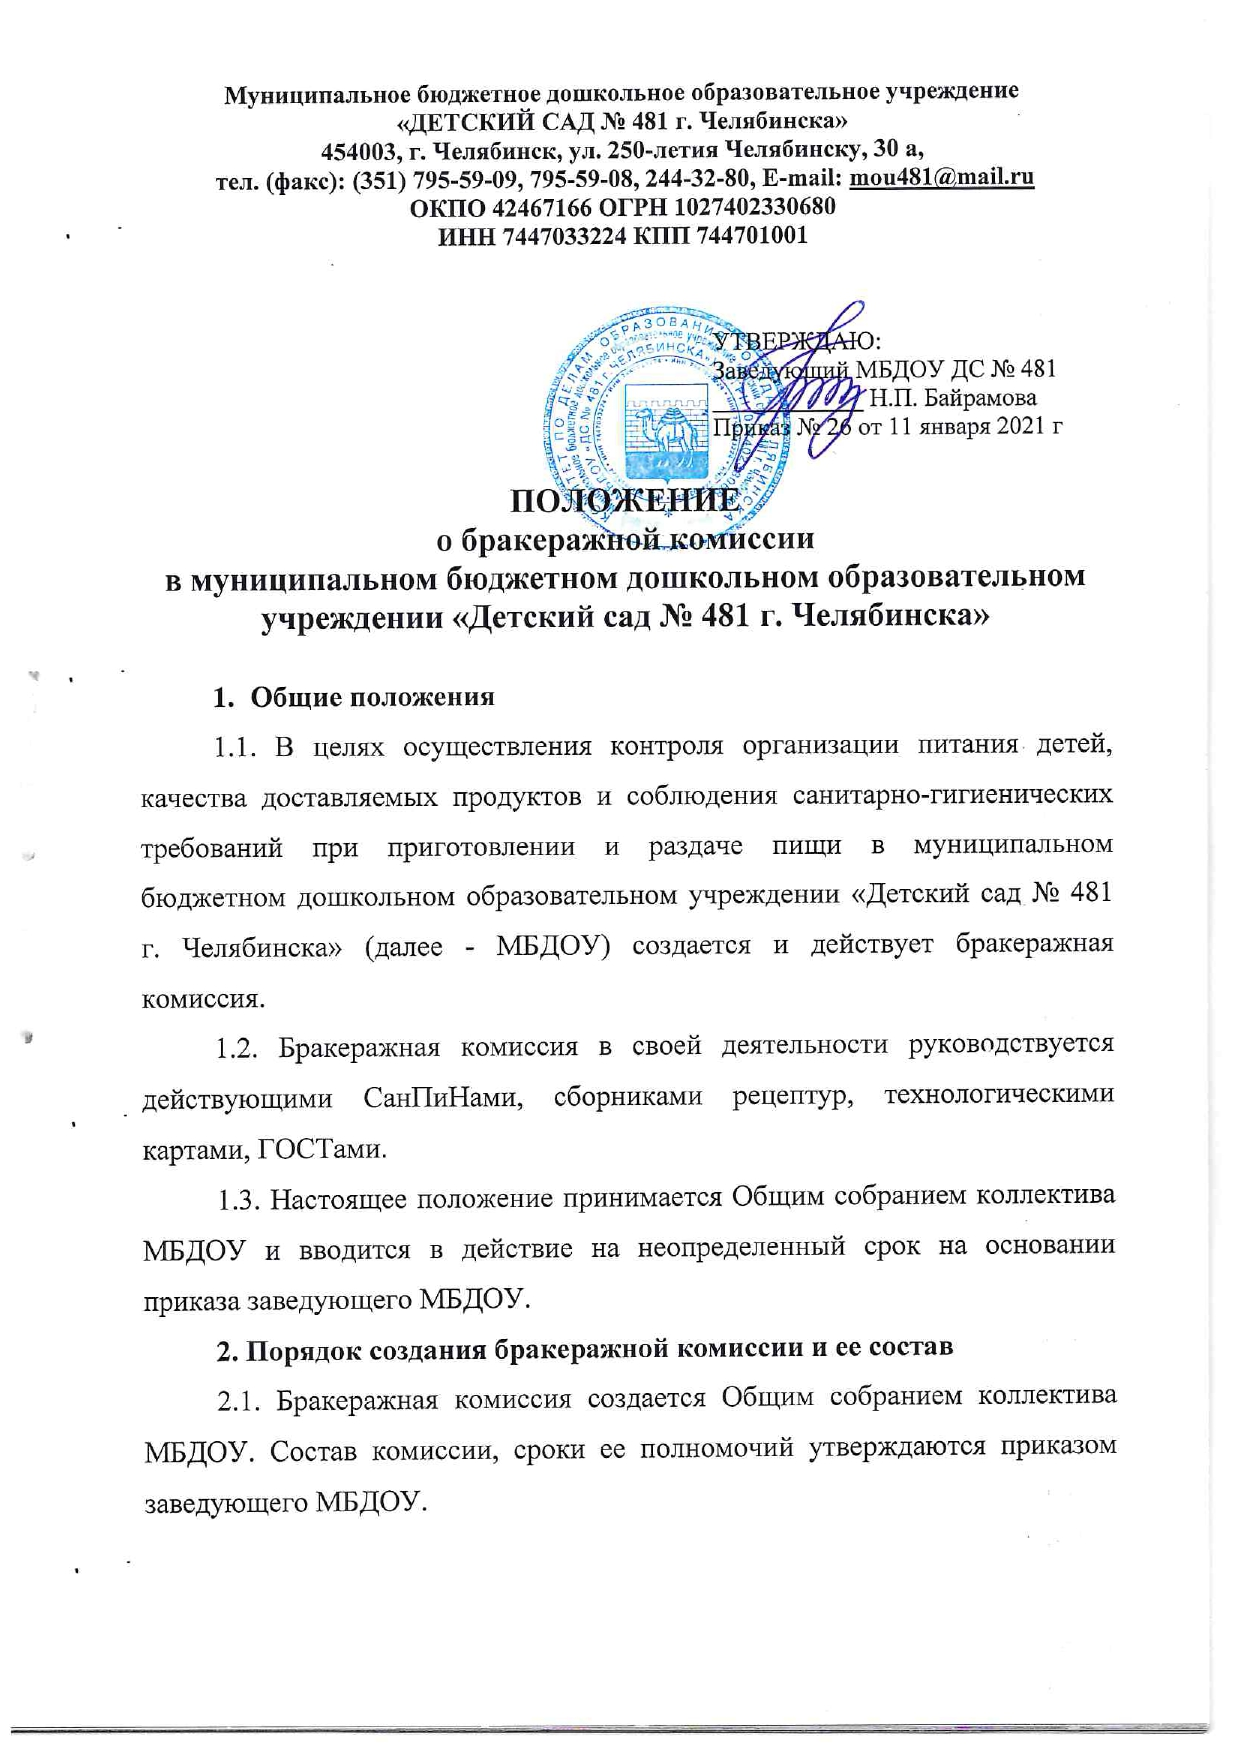 Муниципальное бюджетное дошкольное образовательное учреждение
«ДЕТСКИЙ САД № 481 г. Челябинска»
454003, г. Челябинск, ул. 250-летия Челябинску, 30 а,
тел. (факс): (351) 795-59-09, 795-59-08, 244-32-80, E-mail: mou481@mail.ru
ОКПО 42467166 ОГРН 1027402330680
ИНН 7447033224 КПП 744701001
УТВЕРЖДАЮ:
Заведующий МБДОУ ДС № 481
____________ Н.П. Байрамова
Приказ № 26 от 11 января 2021 г
ПОЛОЖЕНИЕ
о бракеражной комиссии
в муниципальном бюджетном дошкольном образовательном
учреждении «Детский сад № 481 г. Челябинска»
1. Общие положения
1.1. В целях осуществления контроля организации питания детей,
качества доставляемых продуктов и соблюдения санитарно-гигиенических
требований при приготовлении и раздаче пищи в муниципальном
бюджетном дошкольном образовательном учреждении «Детский сад № 481
г. Челябинска» (далее - МБДОУ) создается и действует бракеражная
комиссия.
1.2. Бракеражная комиссия в своей деятельности руководствуется
действующими СанПиНами, сборниками рецептур, технологическими
картами, ГОСТами.
1.3. Настоящее положение принимается Общим собранием коллектива
МБДОУ и вводится в действие на неопределенный срок на основании
приказа заведующего МБДОУ.
2. Порядок создания бракеражной комиссии и ее состав
2.1. Бракеражная комиссия создается Общим собранием коллектива
МБДОУ. Состав комиссии, сроки ее полномочий утверждаются приказом
заведующего МБДОУ.